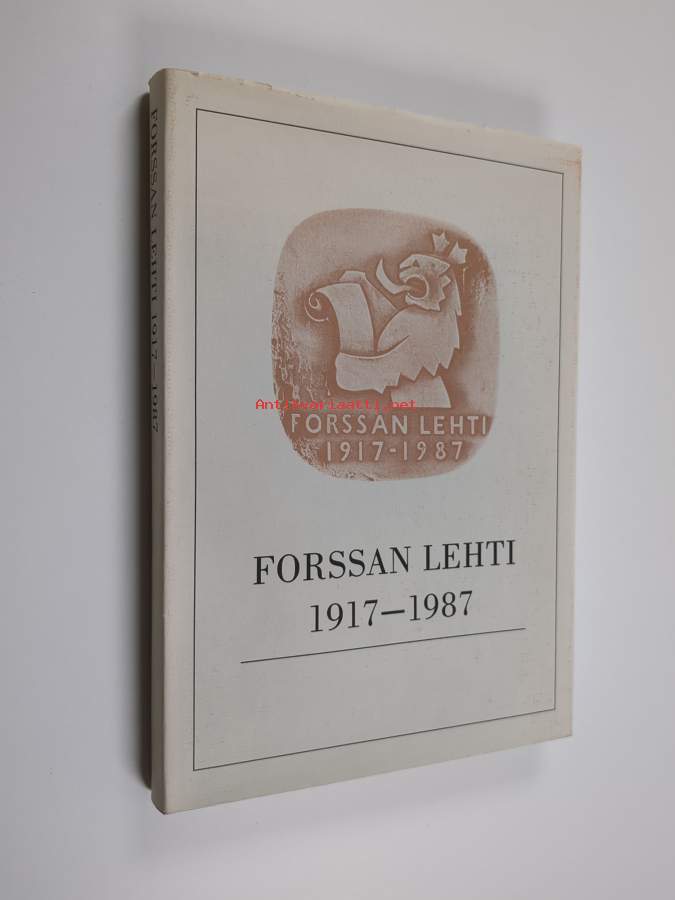 FORSSAN LEHTI 1917–1987
Antikvariaatti.net
FORSSAN LEHTI
1917-1987
FORSSAN LEHTI
1917–1987